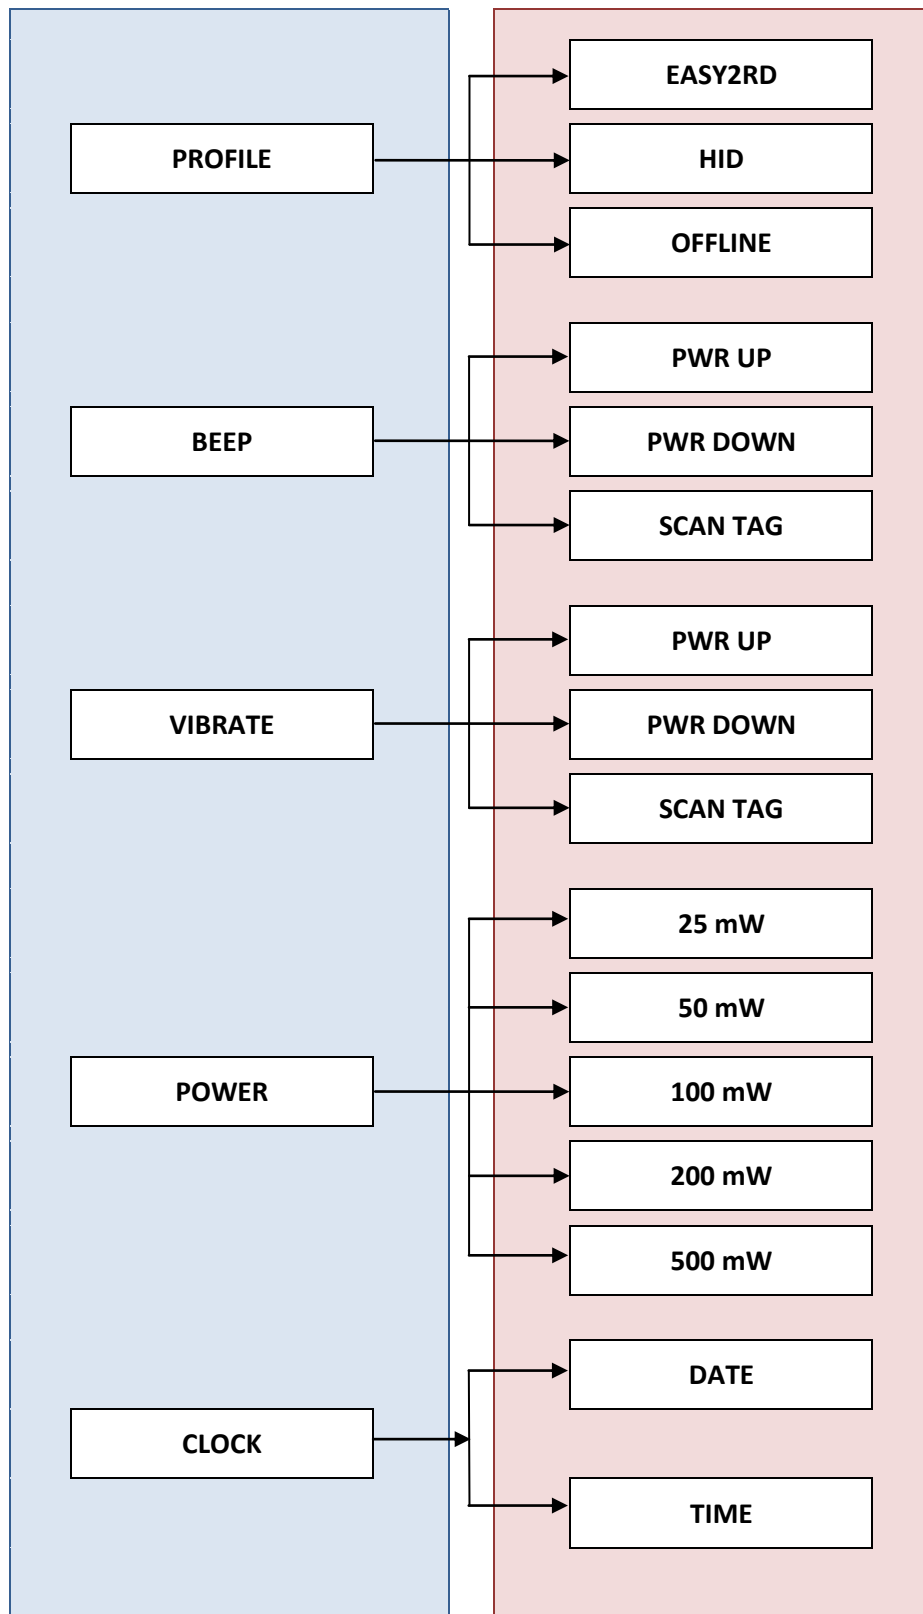 PROFILE
EASY2RD
HID
OFFLINE
BEEP
PWR UP
PWR DOWN
SCAN TAG
VIBRATE
PWR UP
PWR DOWN
SCAN TAG
POWER
25 mW
50 mW
100 mW
200 mW
500 mW
CLOCK
DATE
TIME